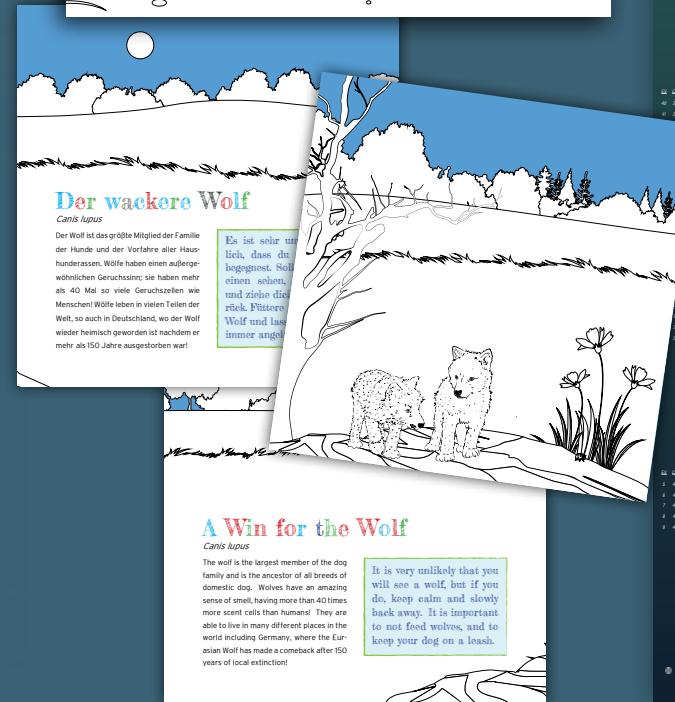 Der wackere Wolf
Canis lupus
Der Wolf ist das größte Mitglied der Familie
der Hunde und der Vorfahre aller Haus-
hunderassen. Wölfe haben einen außerge-
wöhnlichen Geruchssinn; sie haben mehr
als 40 Mal so viele Geruchszellen wie
Menschen! Wölfe leben in vielen Teilen der
Welt, so auch in Deutschland, wo der Wolf
wieder heimisch geworden ist nachdem er
mehr als 150 Jahre ausgestorben war!
Es ist sehr
lich, dass du
begegnest.
einen sehen,
und ziehe
rück. Füttere
Wolf und
immer
A Win for the Wolf
Canis lupus
The wolf is the largest member of the dog
family and is the ancestor of all breeds of
domestic dog. Wolves have an amazing
sense of smell, having more than 40 times
more scent cells than humans! They are
able to live in many different places in the
world including Germany, where the Eur-
asian Wolf has made a comeback after 150
years of local extinction!
It is very unlikely that you
will see a wolf, but if you
do, keep calm and slowly
back away. It is important
to not feed wolves, and to
keep your dog on a leash.